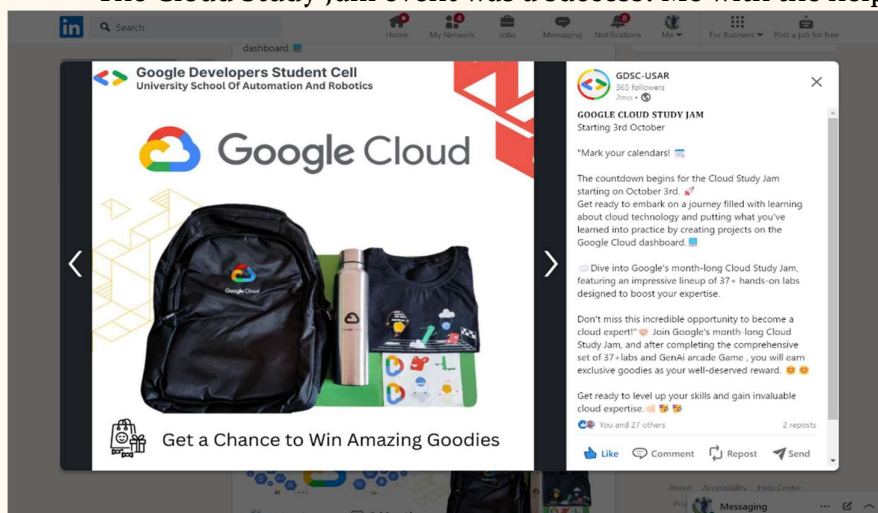 The Cloud Study Jam event was a success. Me with the help
in
Search
Home
My Network
Jobs
Messaging
Notifications
Me
For Business
Post a job for free
dashboard.
Google Developers Student Cell
University School Of Automation And Robotics
Google Cloud
Google Cloud
Get a Chance to Win Amazing Goodies
GDSC-USAR
365 followers
2mo •
GOOGLE CLOUD STUDY JAM
Starting 3rd October
"Mark your calendars!
The countdown begins for the Cloud Study Jam
starting on October 3rd.
Get ready to embark on a journey filled with learning
about cloud technology and putting what you've
learned into practice by creating projects on the
Google Cloud dashboard.
Dive into Google's month-long Cloud Study Jam,
featuring an impressive lineup of 37+ hands-on labs
designed to boost your expertise.
Don't miss this incredible opportunity to become a
cloud expert!" Join Google's month-long Cloud
Study Jam, and after completing the comprehensive
set of 37+labs and GenAi arcade Game , you will earn
exclusive goodies as your well-deserved reward.
Get ready to level up your skills and gain invaluable
cloud expertise.
You and 27 others
2 reposts
Like
Comment
Repost
Send
About Accessibility Help Center
Messaging